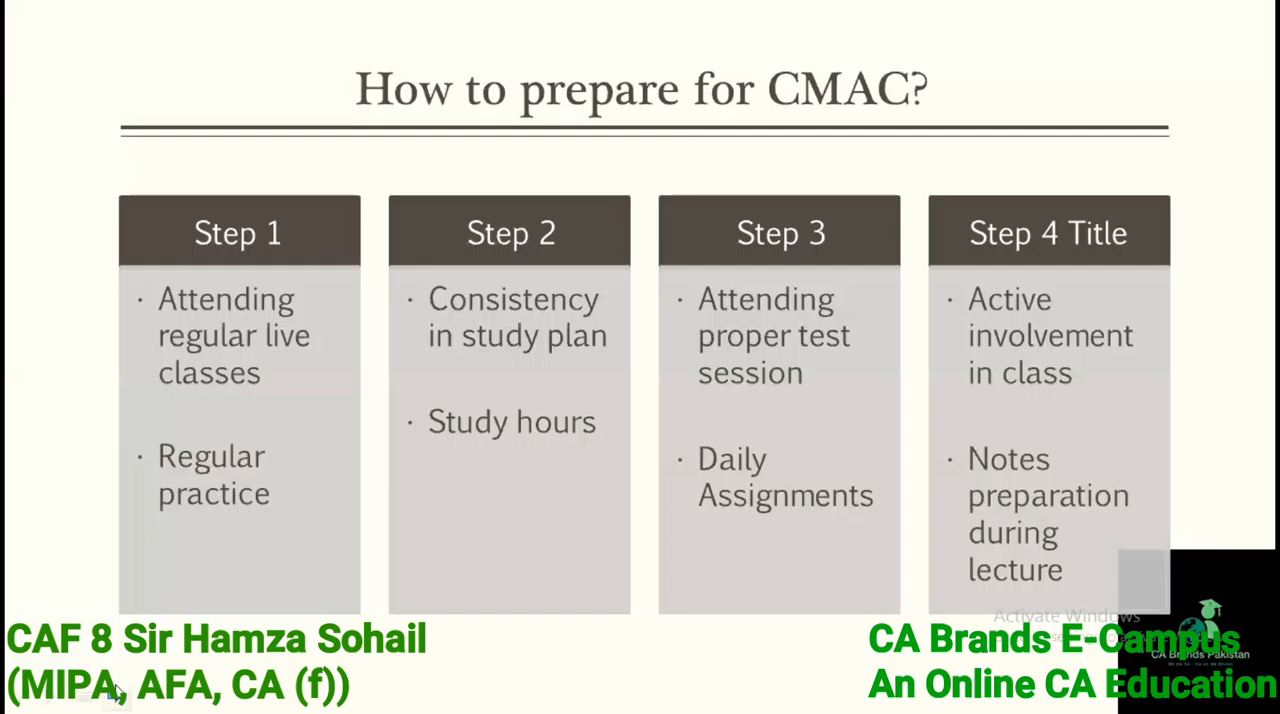 How to prepare for CMAC?
Step 1
· Attending
regular live
classes
· Regular
practice
Step 2
· Consistency
in study plan
· Study hours
Step 3
· Attending
proper test
session
· Daily
Assignments
Step 4 Title
· Active
involvement
in class
· Notes
preparation
during
lecture
Activate Windows
CA Brands Pakistan
CAF 8 Sir Hamza Sohail
(MIPA, AFA, CA (f))
CA Brands E-Campus
An Online CA Education